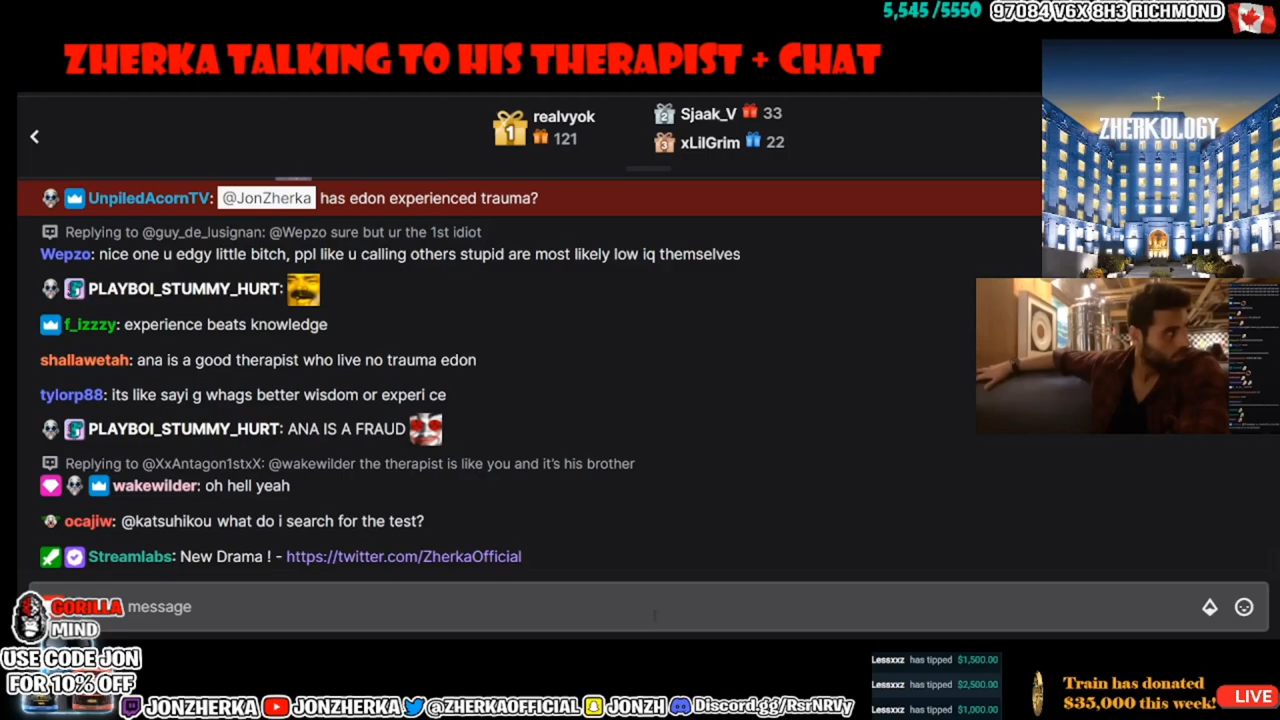 5,545 /5550
97084 V6X 8H3 RICHMOND
ZHERKA TALKING TO HIS THERAPIST + CHAT
1 realvyok
121
2 Sjaak_V 33
3 xLilGrim 22
ZHERKOLOGY
UnpiledAcornTV: @JonZherka has edon experienced trauma?
Replying to @guy_de_lusignan: @Wepzo sure but ur the 1st idiot
Wepzo: nice one u edgy little bitch, ppl like u calling others stupid are most likely low iq themselves
PLAYBOI_STUMMY_HURT:
f_izzzy: experience beats knowledge
shallawetah: ana is a good therapist who live no trauma edon
tylorp88: its like sayi g whags better wisdom or experi ce
PLAYBOI_STUMMY_HURT: ANA IS A FRAUD
Replying to @XxAntagon1stxX: @wakewilder the therapist is like you and it's his brother
wakewilder: oh hell yeah
ocajiw: @katsuhikou what do i search for the test?
Streamlabs: New Drama ! - https://twitter.com/ZherkaOfficial
message
GORILLA
MIND
USE CODE JON
FOR 10% OFF
Lessxxz has tipped $1,500.00
Lessxxz has tipped $2,500.00
Lessxxz has tipped $1,000.00
Train has donated
$35,000 this week!
LIVE
JONZHERKA JONZHERKA @ZHERKAOFFICIAL JONZH Discord.gg/RsrNRVy